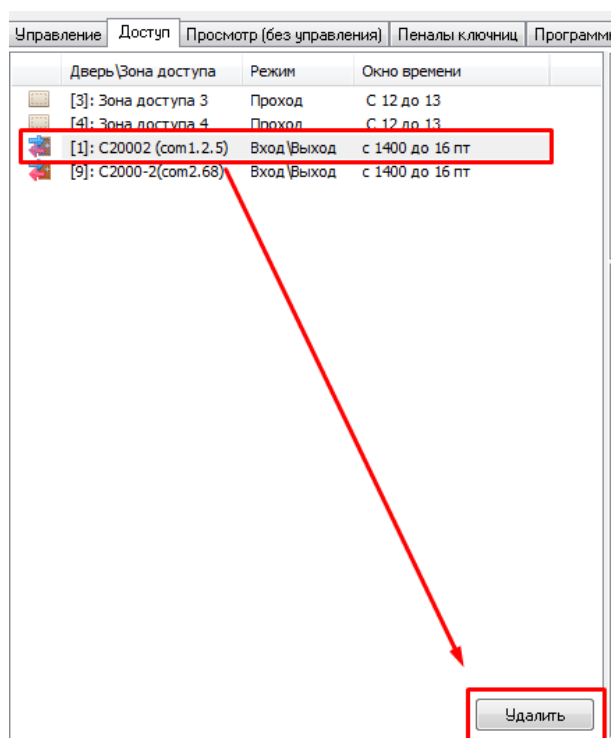 Управление Доступ Просмотр (без управления) Пеналы ключниц Программ
Дверь\Зона доступа Режим Окно времени
[3]: Зона доступа 3 Проход С 12 до 13
[4]: Зона доступа 4 Проход С 12 до 13
[1]: С20002 (com1.2.5) Вход\Выход с 1400 до 16 пт
[9]: С2000-2(com2.68) Вход\Выход с 1400 до 16 пт
Удалить